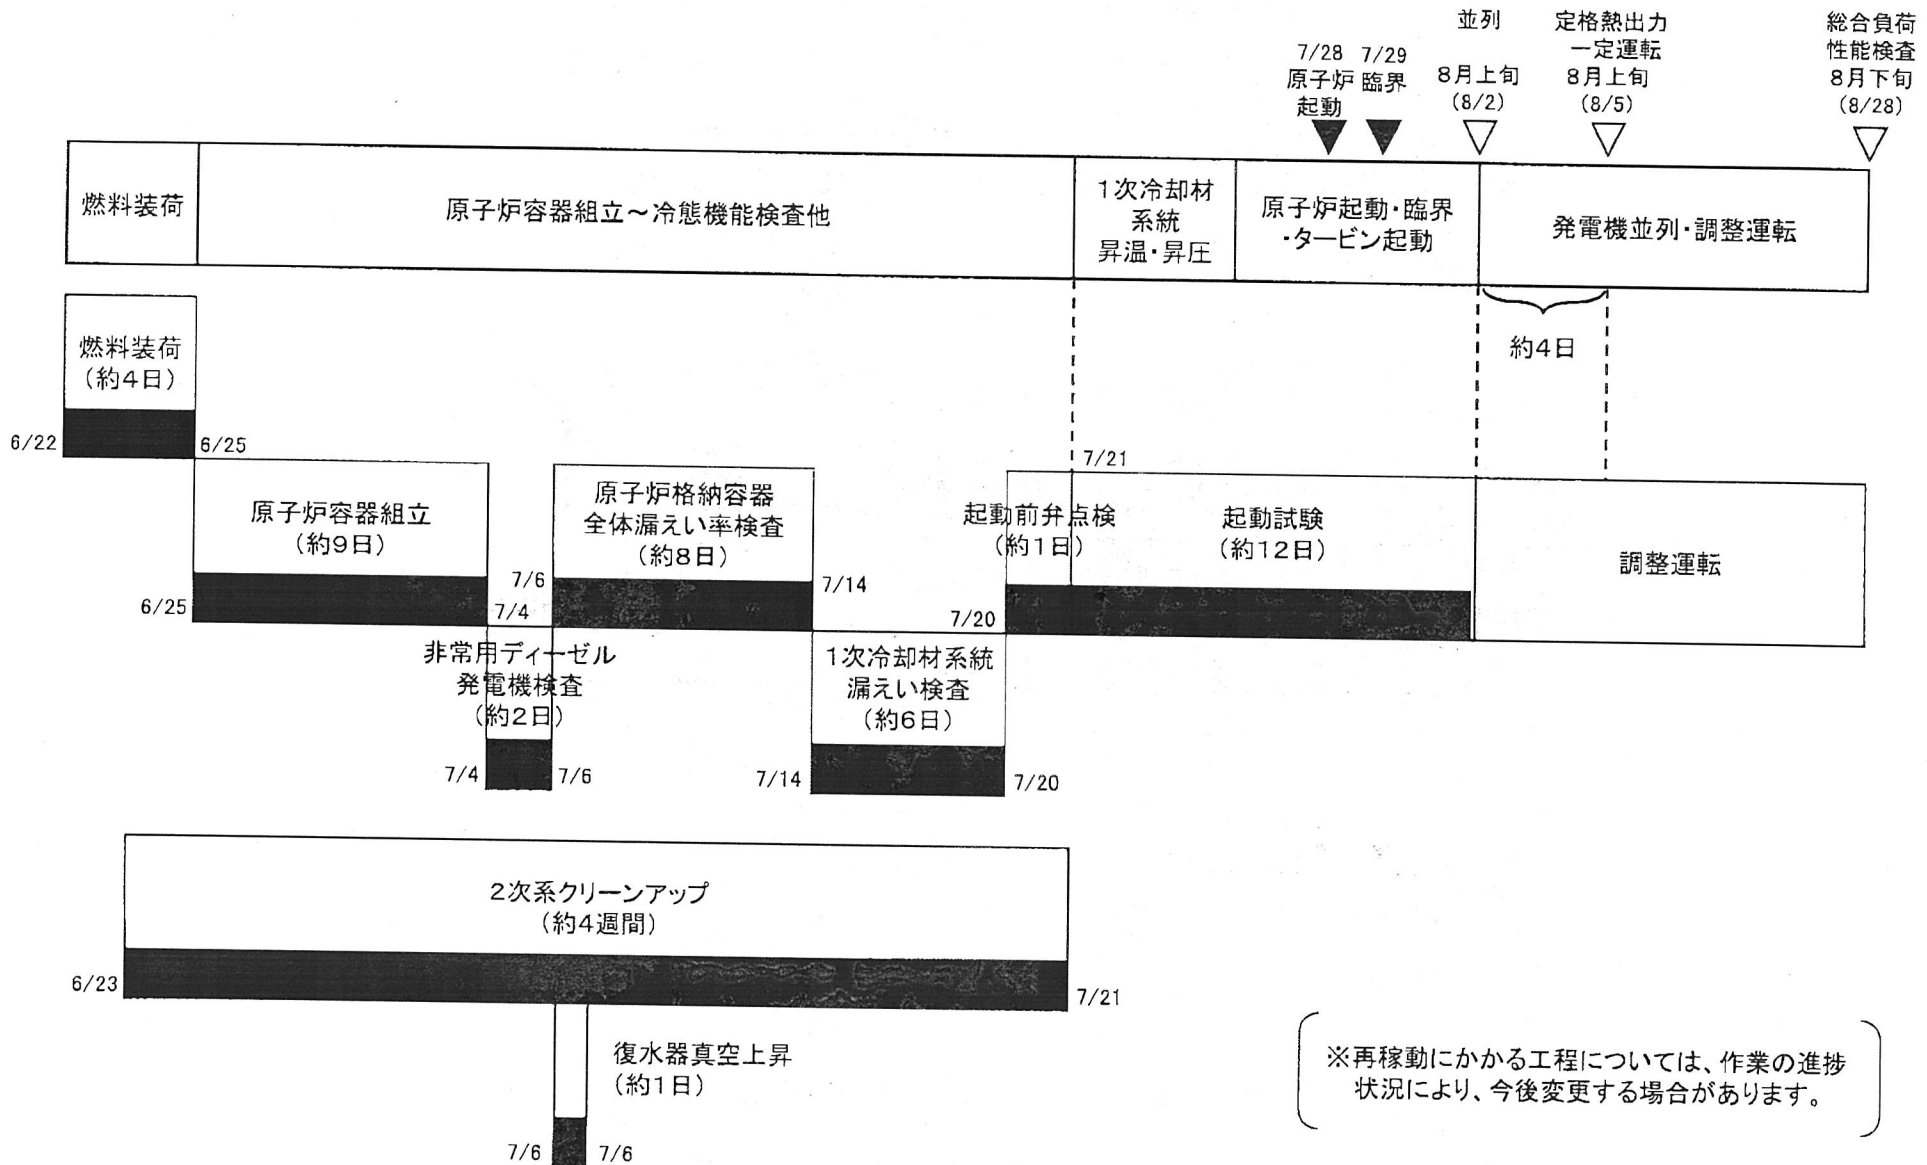 7/28
原子炉
起動
7/29
臨界
並列
8月上旬
(8/2)
定格熱出力
一定運転
8月上旬
(8/5)
総合負荷
性能検査
8月下旬
(8/28)
燃料装荷
原子炉容器組立～冷態機能検査他
1次冷却材
系統
昇温・昇圧
原子炉起動・臨界
・タービン起動
発電機並列・調整運転
約4日
燃料装荷
(約4日)
6/22
6/25
原子炉容器組立
(約9日)
6/25
7/4
原子炉格納容器
全体漏えい率検査
(約8日)
7/6
7/14
起動前弁点検
(約1日)
7/20
7/21
起動試験
(約12日)
調整運転
非常用ディーゼル
発電機検査
(約2日)
7/4
7/6
1次冷却材系統
漏えい検査
(約6日)
7/14
7/20
2次系クリーンアップ
(約4週間)
6/23
7/21
復水器真空上昇
(約1日)
7/6
7/6
※再稼動にかかる工程については、作業の進捗
状況により、今後変更する場合があります。